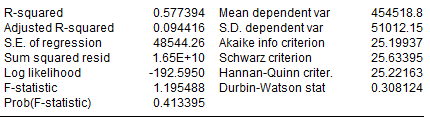 R-squared 0.577394 Mean dependent var 454518.8
Adjusted R-squared 0.094416 S.D. dependent var 51012.15
S.E. of regression 48544.26 Akaike info criterion 25.19937
Sum squared resid 1.65E+10 Schwarz criterion 25.63395
Log likelihood -192.5950 Hannan-Quinn criter. 25.22163
F-statistic 1.195488 Durbin-Watson stat 0.308124
Prob(F-statistic) 0.413395